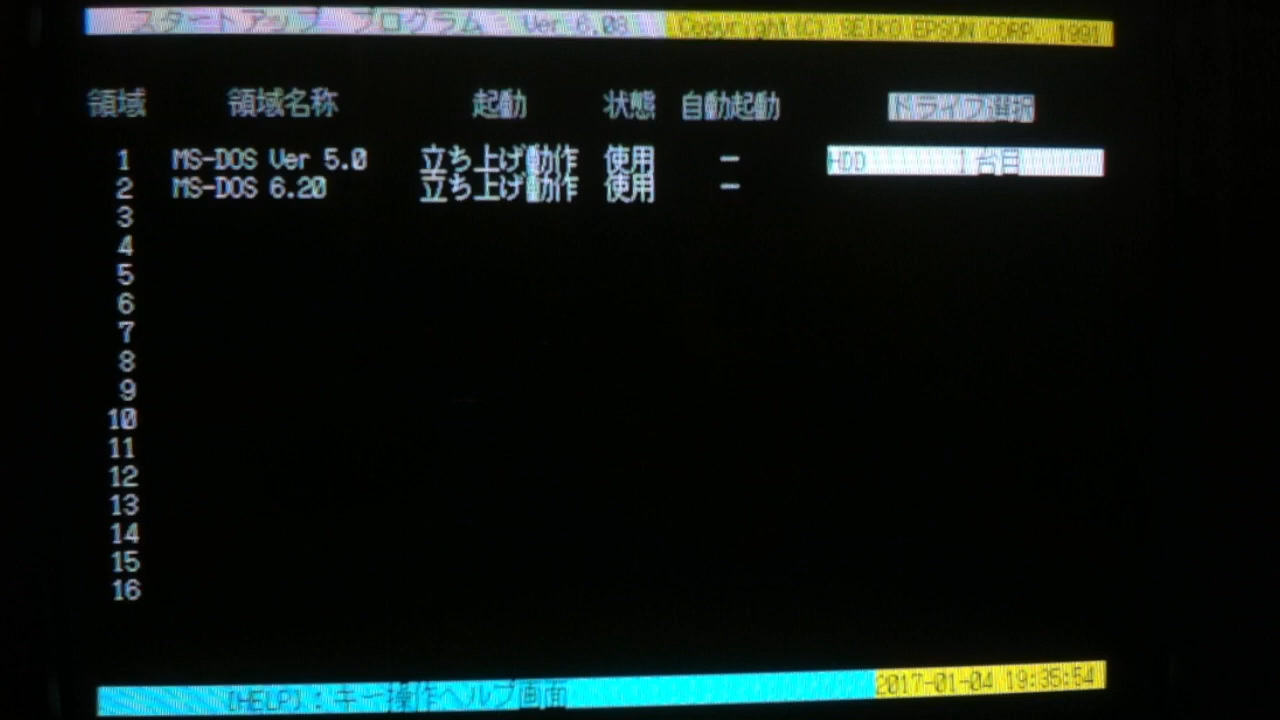 スタートアップ プログラム Ver 6.03 Copyright(C) SEIKO EPSON CORP. 1991
領域 領域名称 起動 状態 自動起動 ドライブ選択
1 MS-DOS Ver 5.0 立ち上げ動作 使用 ー HDD 1台目
2 MS-DOS 6.20 立ち上げ動作 使用 ー
3
4
5
6
7
8
9
10
11
12
13
14
15
16
[HELP]:キー操作ヘルプ画面 2017-01-04 19:35:54